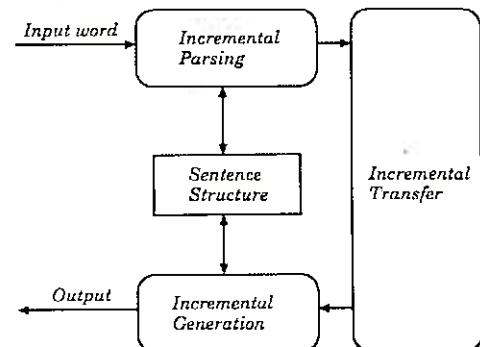 Input word
Incremental
Parsing
Sentence
Structure
Incremental
Transfer
Output
Incremental
Generation